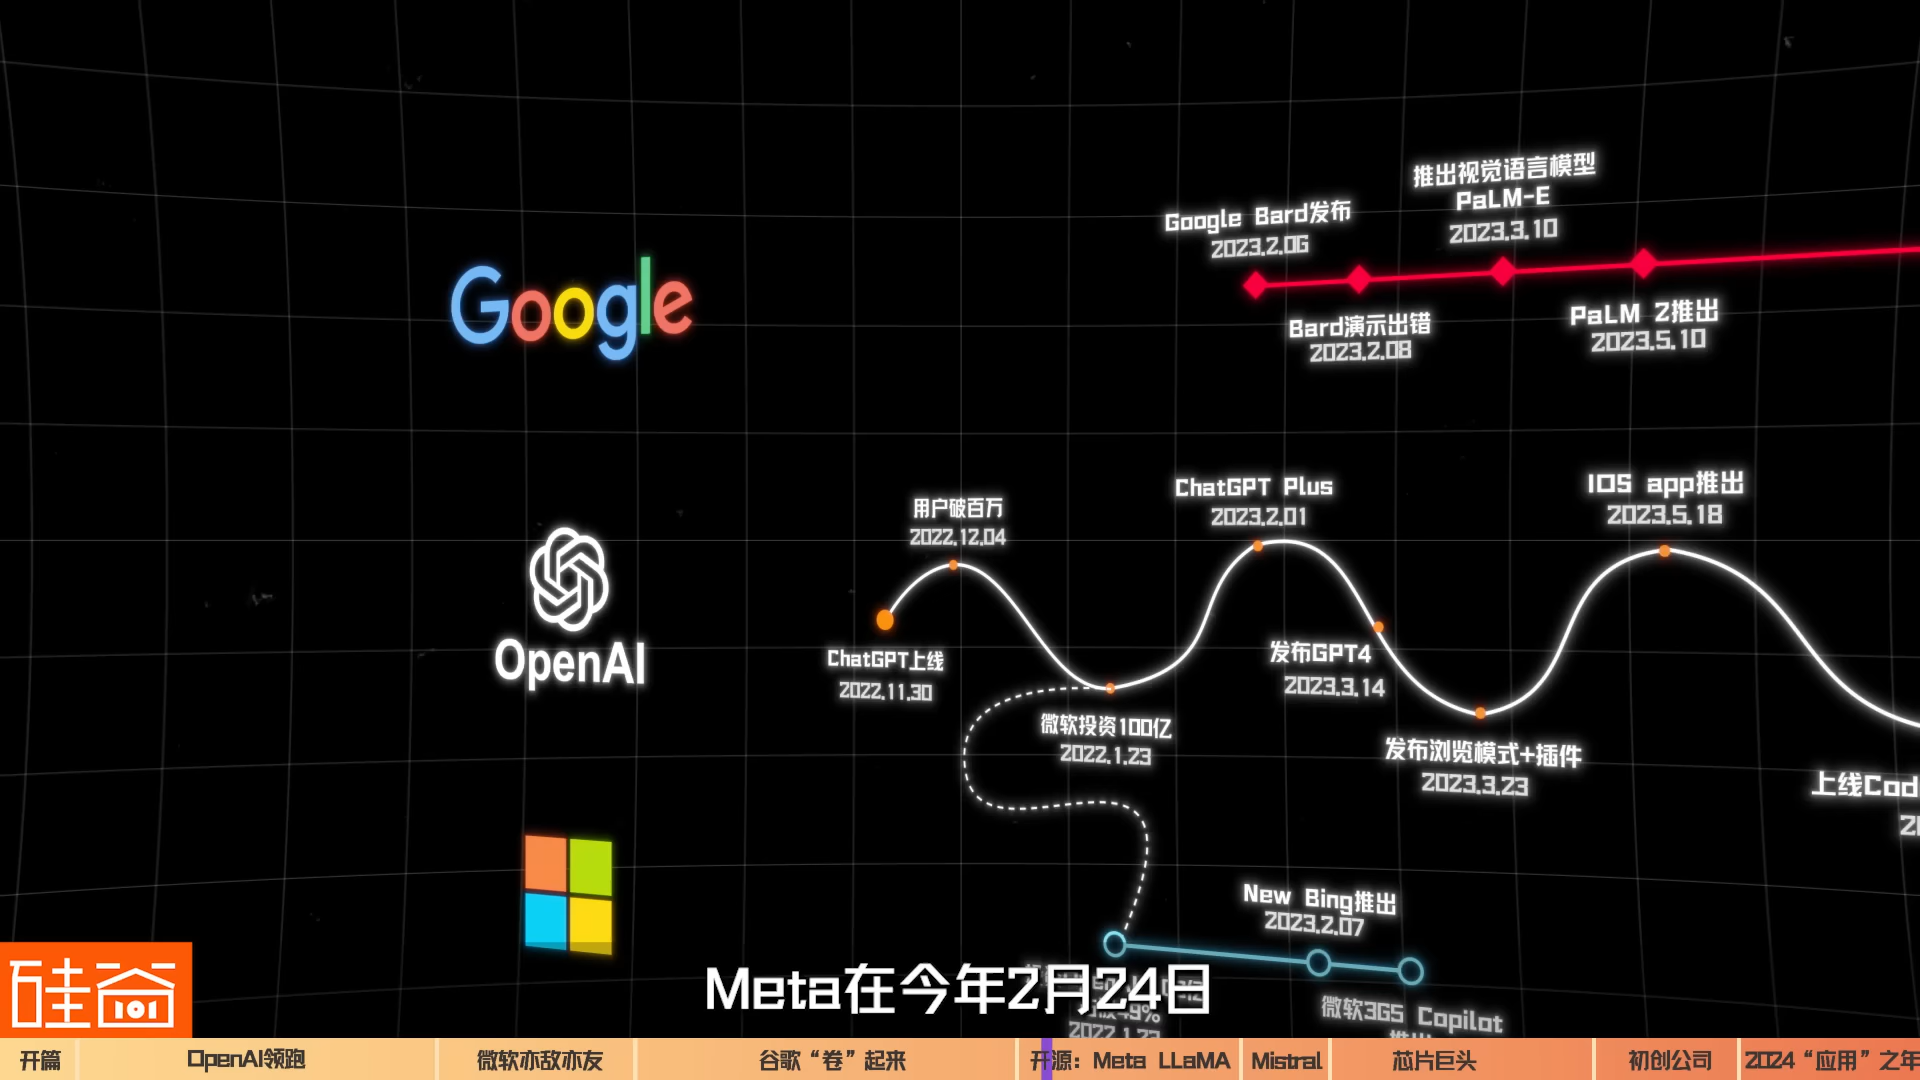 推出视觉语言模型
PaLM-E
2023.3.10
Google Bard发布
2023.2.06
Google
Bard演示出错
2023.2.08
PaLM 2推出
2023.5.10
用户破百万
2022.12.04
ChatGPT Plus
2023.2.01
IOS app推出
2023.5.18
OpenAI
ChatGPT上线
2022.11.30
发布GPT4
2023.3.14
微软投资100亿
2022.1.23
发布浏览模式+插件
2023.3.23
上线Cod
New Bing推出
2023.2.07
Meta在今年2月24日
49%
2022.1.23
微软365 Copilot
推出
硅谷
101
开篇
OpenAI领跑
微软亦敌亦友
谷歌“卷”起来
开源：Meta LLaMA
Mistral
芯片巨头
初创公司
2024“应用”之年